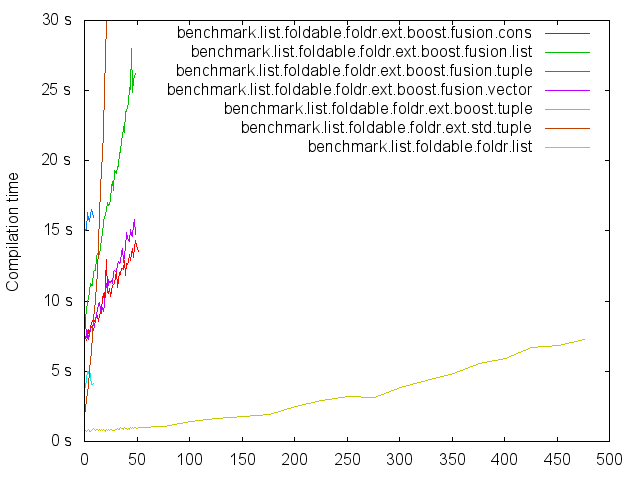 30 s
25 s
20 s
15 s
10 s
5 s
0 s
Compilation time
benchmark.list.foldable.foldr.ext.boost.fusion.cons
benchmark.list.foldable.foldr.ext.boost.fusion.list
benchmark.list.foldable.foldr.ext.boost.fusion.tuple
benchmark.list.foldable.foldr.ext.boost.fusion.vector
benchmark.list.foldable.foldr.ext.boost.tuple
benchmark.list.foldable.foldr.ext.std.tuple
benchmark.list.foldable.foldr.list
0 50 100 150 200 250 300 350 400 450 500